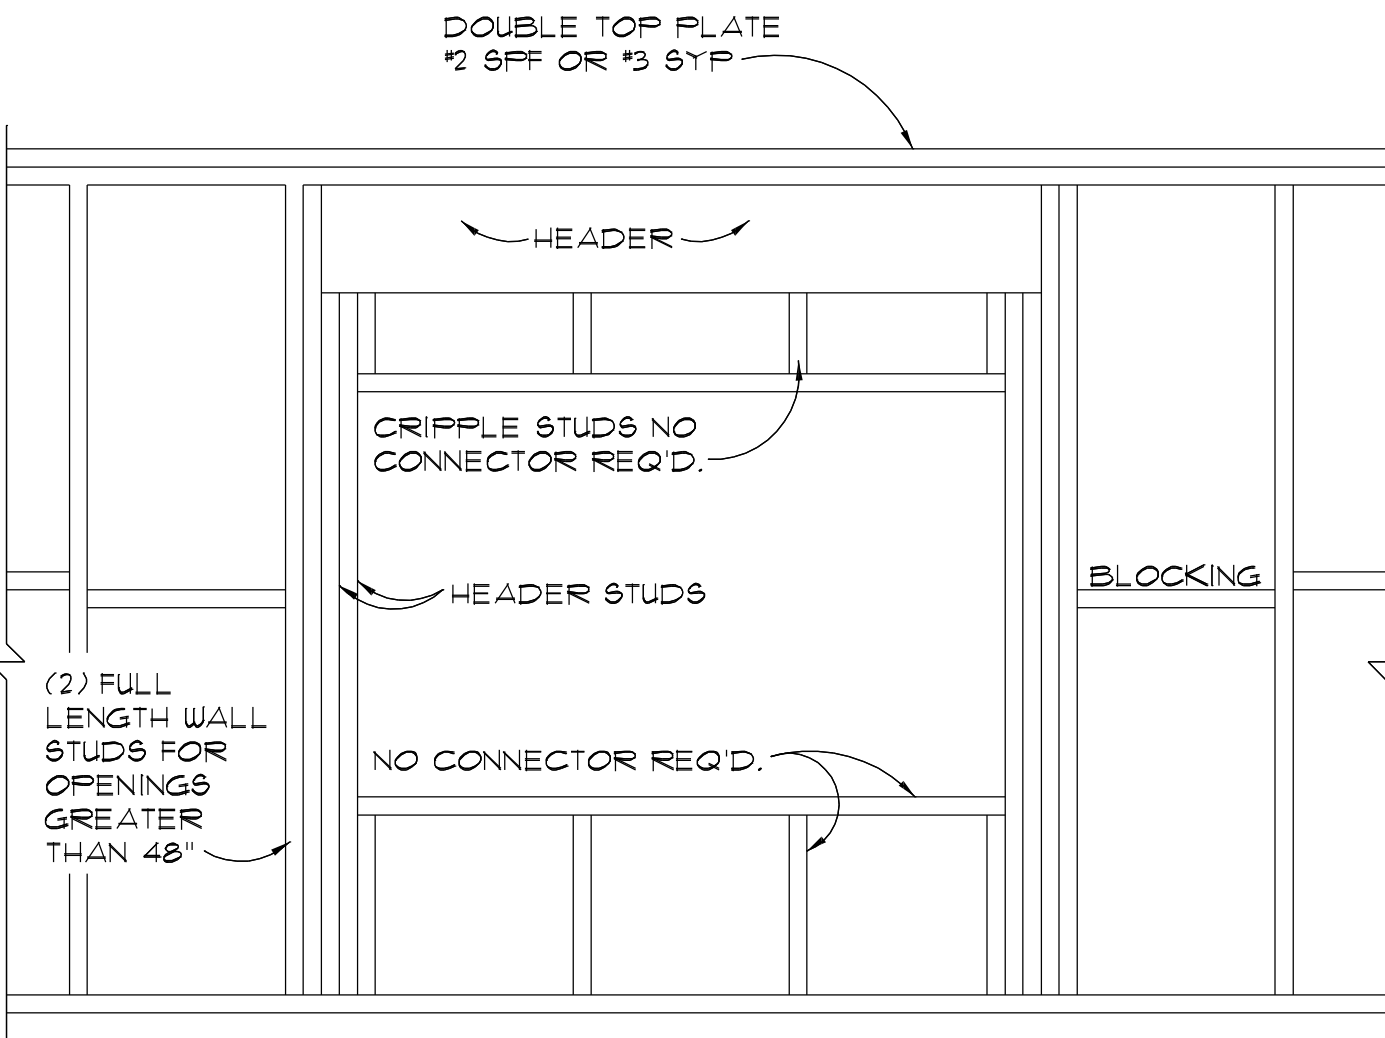 DOUBLE TOP PLATE
#2 SPF OR #3 SYP
HEADER
CRIPPLE STUDS NO
CONNECTOR REQ'D.
BLOCKING
HEADER STUDS
(2) FULL
LENGTH WALL
STUDS FOR
OPENINGS
GREATER
THAN 48"
NO CONNECTOR REQ'D.